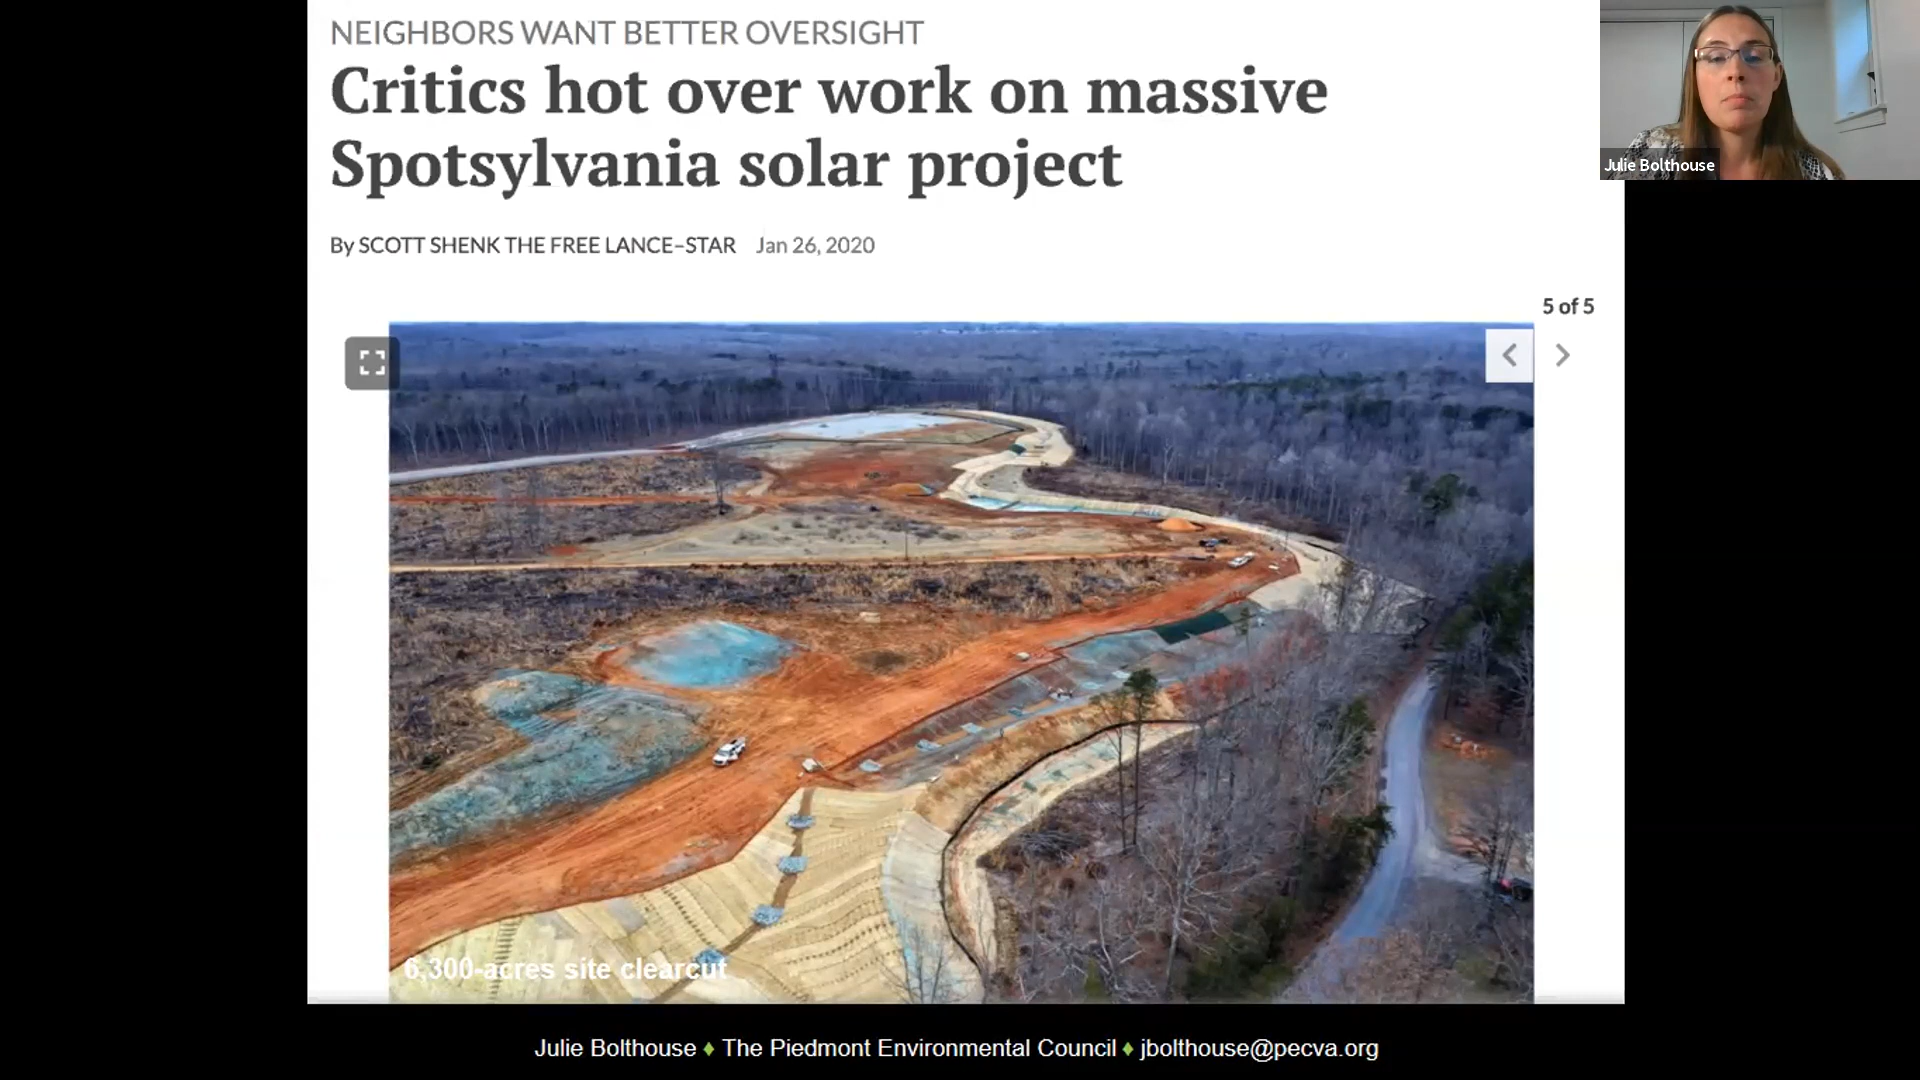 NEIGHBORS WANT BETTER OVERSIGHT
Critics hot over work on massive
Spotsylvania solar project
By SCOTT SHENK THE FREE LANCE–STAR Jan 26, 2020
5 of 5
6,300-acres site clearcut
Julie Bolthouse
Julie Bolthouse ♦ The Piedmont Environmental Council ♦ jbolthouse@pecva.org